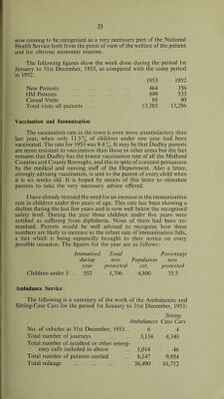 25
now coming to be recognised as a very necessary part of the National
Health Service both from the point of view of the welfare of the patient
and for obvious economic reasons.
The following figures show the work done during the period 1st
January to 31st December, 1953, as compared with the same period
in 1952.
1953 1952
New Patients 464 356
Old Patients 849 533
Casual Visits 88 40
Total visits all patients 13,385 13,296
Vaccination and Immunisation
The vaccination rate in the town is even more unsatisfactory than
last year, when only 11.5% of children under one year had been
vaccinated. The rate for 1953 was 9.4%. It may be that Dudley parents
are more resistant to vaccination than those in other areas but the fact
remains that Dudley has the lowest vaccination rate of all the Midland
Counties and County Boroughs, and this in spite of constant persuasion
by the medical and nursing staff of the Department. Also a letter,
strongly advising vaccination, is sent to the parent of every child when
it is six weeks old. It is hoped by means of this letter to stimulate
parents to take the very necessary advice offered.
I have already stressed the need for an increase in the immunisation
rate in children under five years of age. This rate has been showing a
decline during the last few years and is now well below the recognised
safety level. During the year three children under five years were
notified as suffering from diphtheria. None of them had been im-
munised. Parents would be well advised to recognise how these
numbers are likely to increase as the infant rate of immunisation falls,
a fact which is being repeatedly brought to their notice on every
possible occasion. The figures for the year are as follows:
Immunised Total Percentage
during now Population now
year protected est. protected
Children under 5 ... 552 1,706 4,800 35.5
Ambulance Service
The following is a summary of the work of the Ambulances and
Sitting-Case Cars for the period 1st January to 31st December, 1953:
Sitting
Ambulances Case Cars
No. of vehicles at 31st December, 1953 ... 6 4
Total number of journeys 3,134 4,340
Total number of accident or other emerg-
ency calls included in above 1,014 46
Total number of patients carried 6,147 9,954
Total mileage 36,490 61,712